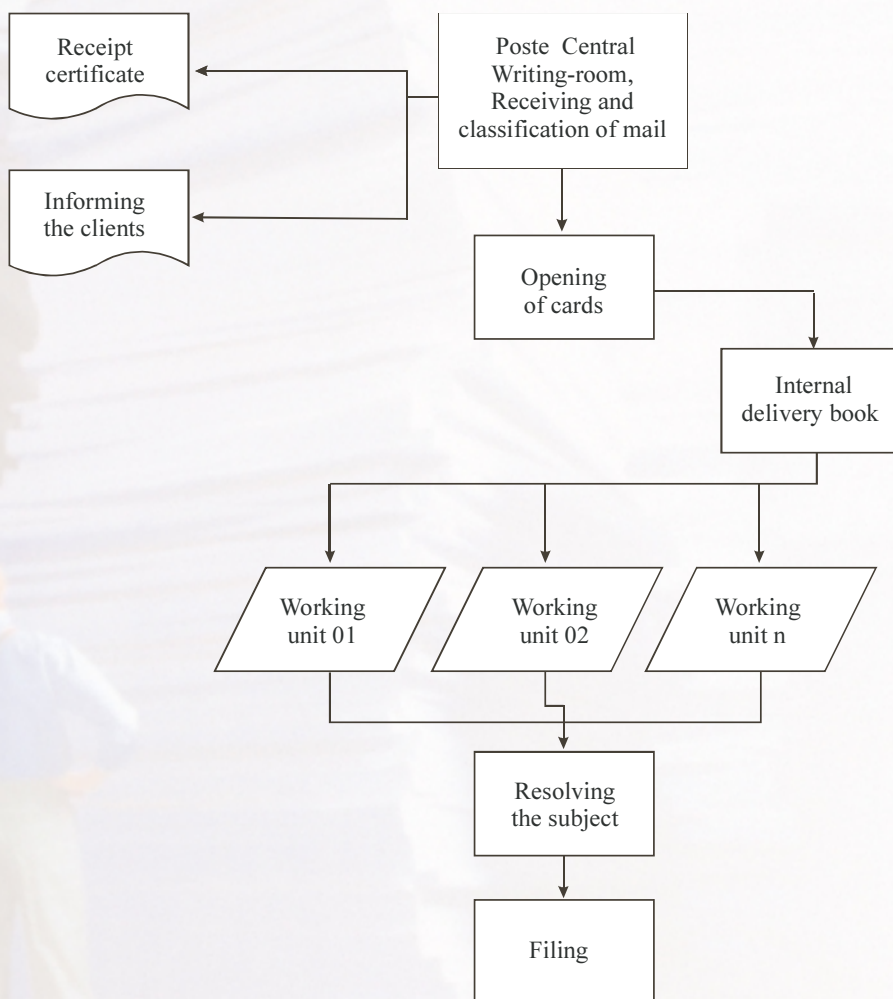 Receipt
certificate
Poste Central
Writing-room,
Receiving and
classification of mail
Informing
the clients
Opening
of cards
Internal
delivery book
Working
unit 01
Working
unit 02
Working
unit n
Resolving
the subject
Filing